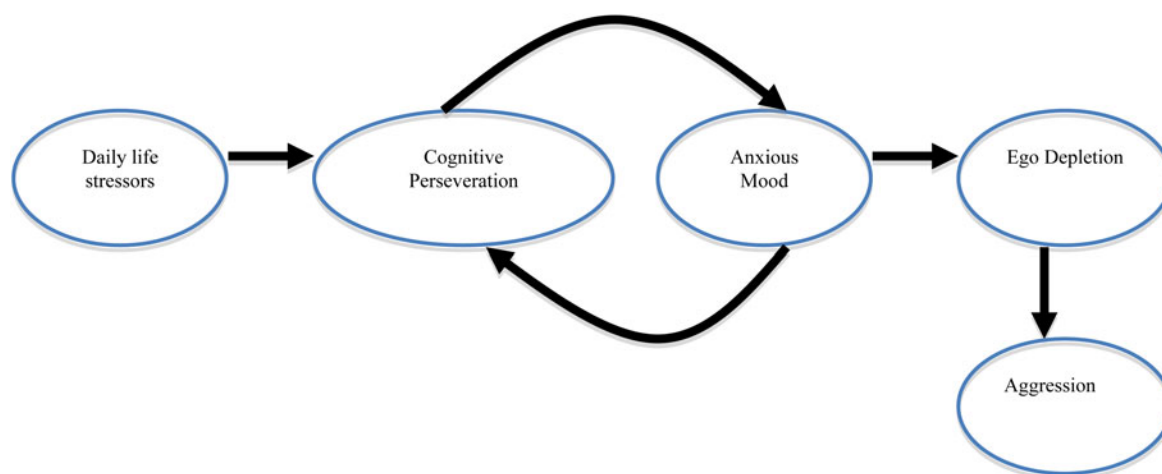 Daily life
stressors
Cognitive
Perseveration
Anxious
Mood
Ego Depletion
Aggression